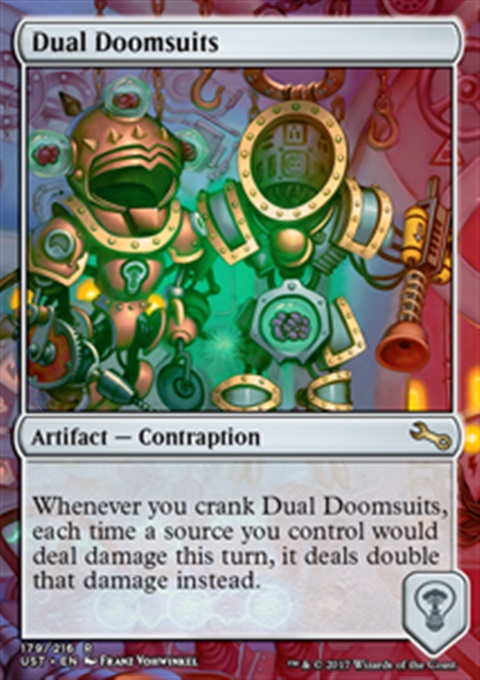 Dual Doomsuits
Artifact — Contraption
Whenever you crank Dual Doomsuits,
each time a source you control would
deal damage this turn, it deals double
that damage instead.
179/216 R
UST • EN Franz Vohwinkel
™ & © 2017 Wizards of the Coast